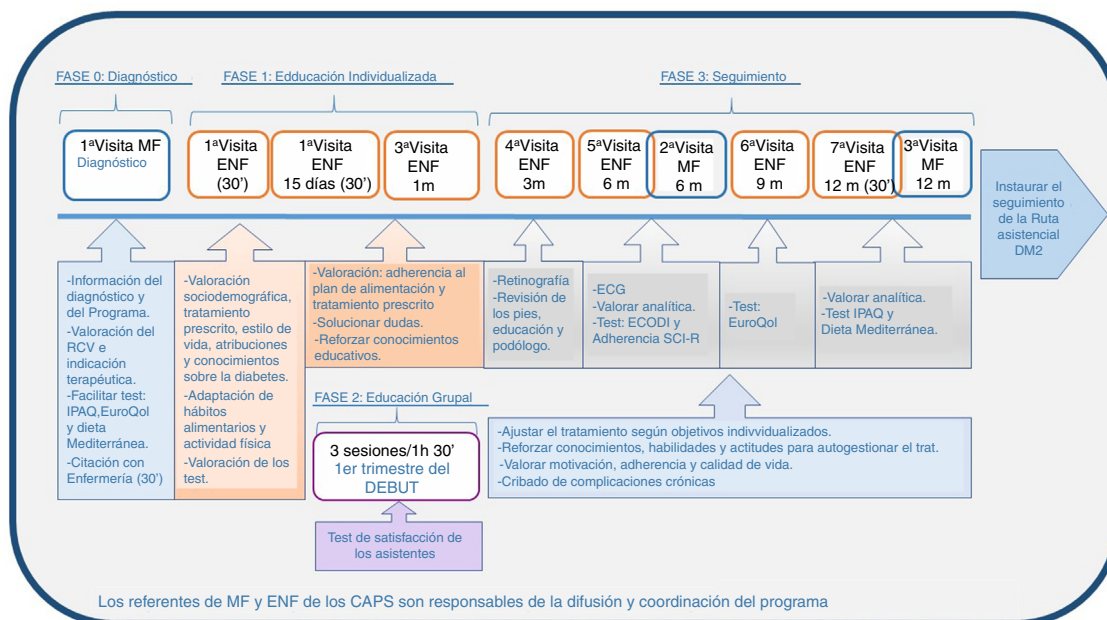 FASE 0: Diagnóstico
FASE 1: Edducación Individualizada
FASE 3: Seguimiento
1ªVisita MF
Diagnóstico
1ªVisita
ENF
(30’)
1ªVisita
ENF
15 días (30’)
3ªVisita
ENF
1m
4ªVisita
ENF
3m
5ªVisita
ENF
6 m
2ªVisita
MF
6 m
6ªVisita
ENF
9 m
7ªVisita
ENF
12 m (30’)
3ªVisita
MF
12 m
Instaurar el
seguimiento
de la Ruta
asistencial
DM2
-Información del
diagnóstico y
del Programa.
-Valoración del
RCV e
indicación
terapéutica.
-Facilitar test:
IPAQ,EuroQol
y dieta
Mediterránea.
-Citación con
Enfermería (30’)
-Valoración
sociodemográfica,
tratamiento
prescrito, estilo de
vida, atribuciones
y conocimientos
sobre la diabetes.
-Adaptación de
hábitos
alimentarios y
actividad física
-Valoración de los
test.
-Valoración: adherencia al
plan de alimentación y
tratamiento prescrito
-Solucionar dudas.
-Reforzar conocimientos
educativos.
-Retinografía
-Revisión de
los pies,
educación y
podólogo.
-ECG
-Valorar analítica.
-Test: ECODI y
Adherencia SCI-R
-Test:
EuroQol
-Valorar analítica.
-Test IPAQ y
Dieta Mediterránea.
FASE 2: Educación Grupal
3 sesiones/1h 30’
1er trimestre del
DEBUT
Test de satisfacción de
los asistentes
-Ajustar el tratamiento según objetivos indivvidualizados.
-Reforzar conocimientos, habilidades y actitudes para autogestionar el trat.
-Valorar motivación, adherencia y calidad de vida.
-Cribado de complicaciones crónicas
Los referentes de MF y ENF de los CAPS son responsables de la difusión y coordinación del programa